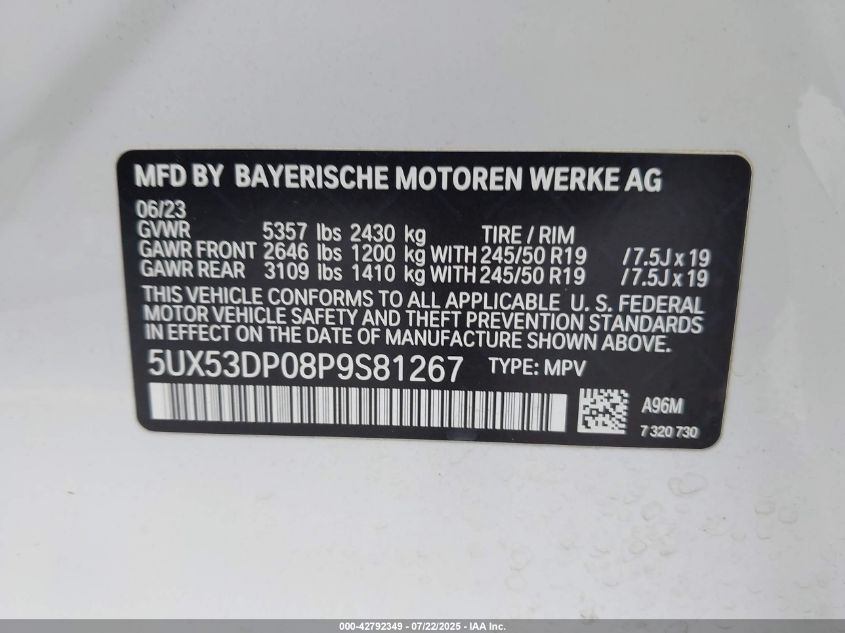 MFD BY BAYERISCHE MOTOREN WERKE AG
06/23
GVWR 5357 lbs 2430 kg TIRE / RIM
GAWR FRONT 2646 lbs 1200 kg WITH 245/50 R19 / 7.5J x 19
GAWR REAR 3109 lbs 1410 kg WITH 245/50 R19 / 7.5J x 19
THIS VEHICLE CONFORMS TO ALL APPLICABLE U. S. FEDERAL
MOTOR VEHICLE SAFETY AND THEFT PREVENTION STANDARDS
IN EFFECT ON THE DATE OF MANUFACTURE SHOWN ABOVE.
5UX53DP08P9S81267 TYPE: MPV
A96M
7 320 730
000-42792349 - 07/22/2025 - IAA Inc.